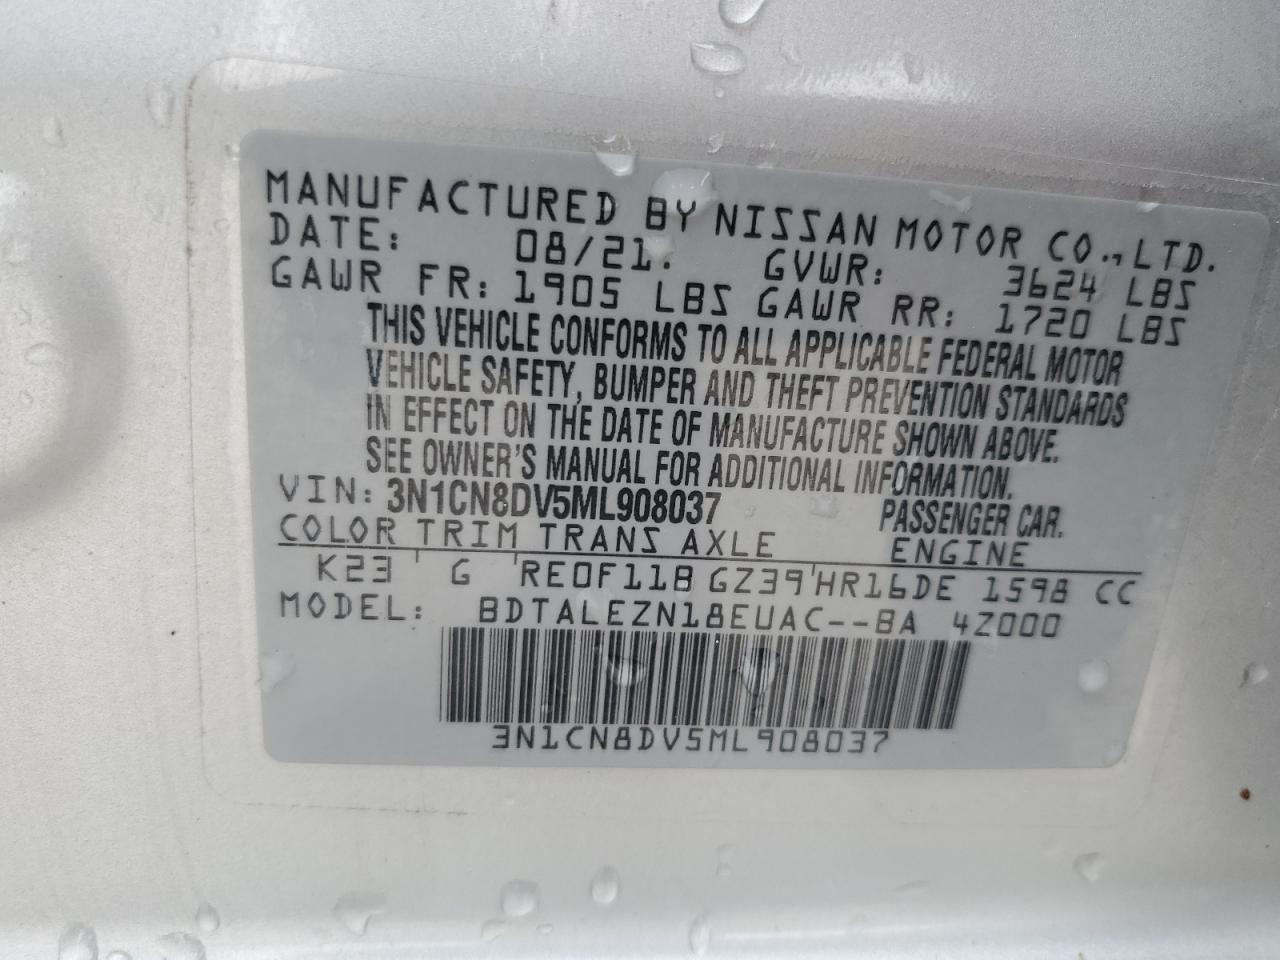 MANUFACTURED BY NISSAN MOTOR CO.,LTD.
DATE: 08/21. GVWR: 3624 LBS
GAWR FR: 1905 LBS GAWR RR: 1720 LBS
THIS VEHICLE CONFORMS TO ALL APPLICABLE FEDERAL MOTOR
VEHICLE SAFETY, BUMPER AND THEFT PREVENTION STANDARDS
IN EFFECT ON THE DATE OF MANUFACTURE SHOWN ABOVE.
SEE OWNER'S MANUAL FOR ADDITIONAL INFORMATION.
VIN: 3N1CN8DV5ML908037 PASSENGER CAR.
COLOR TRIM TRANS AXLE ENGINE
K23 ' G ' RE0F11B GZ39 ' HR16DE 1598 CC
MODEL: BDTALEZN18EUAC--BA 4Z000
3N1CN8DV5ML908037